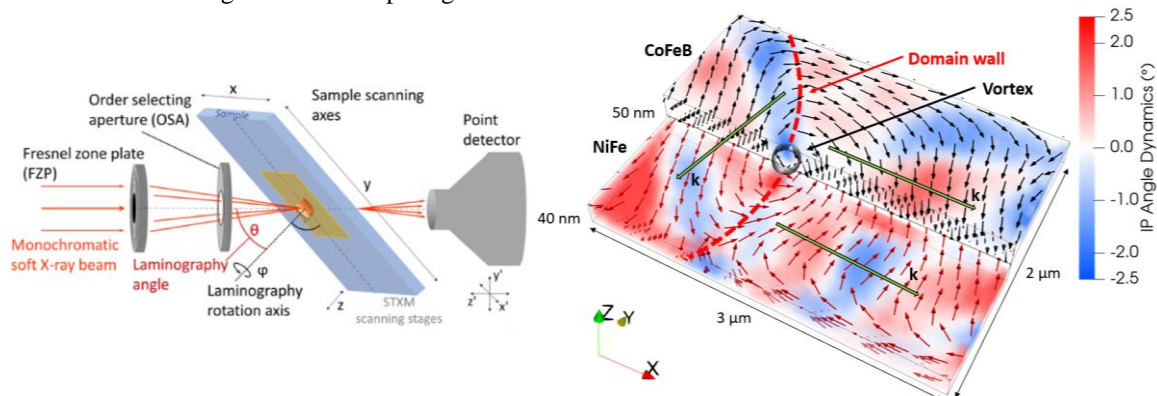 x
Sample scanning
axes
Order selecting
aperture (OSA)
Sample
Point
detector
Fresnel zone plate
(FZP)
y
θ
Monochromatic
soft X-ray beam
Laminography
angle
φ
Laminography
rotation axis
z
STXM
scanning stages
y'
z'
x'
CoFeB
Domain wall
Vortex
50 nm
NiFe
k
k
40 nm
k
2 µm
3 µm
Z
Y
X
2.5
2.0
1.0
0.0
-1.0
-2.0
-2.5
IP Angle Dynamics (°)